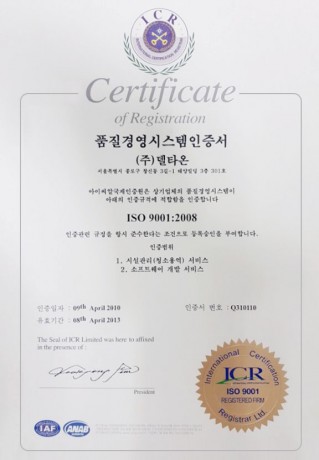 ICR
Certificate
of Registration
품질경영시스템인증서
(주)델타온
아이씨알국제인증원은 상기업체의 품질경영시스템이
아래의 인증규격에 적합함을 인증합니다
ISO 9001:2008
인증관련 규정을 항시 준수한다는 조건으로 등록승인을 부여합니다.
인증범위
1. 시설관리(청소용역) 서비스
2. 소프트웨어 개발 서비스
인증일자 : 09th April 2010
인증서 번호 : Q310110
유효기간 : 08th April 2013
The Seal of ICR Limited was here to affixed
in the presence of :
President
International Certification Registrar Ltd.
ICR
ISO 9001
REGISTERED FIRM
IAF
ANAB